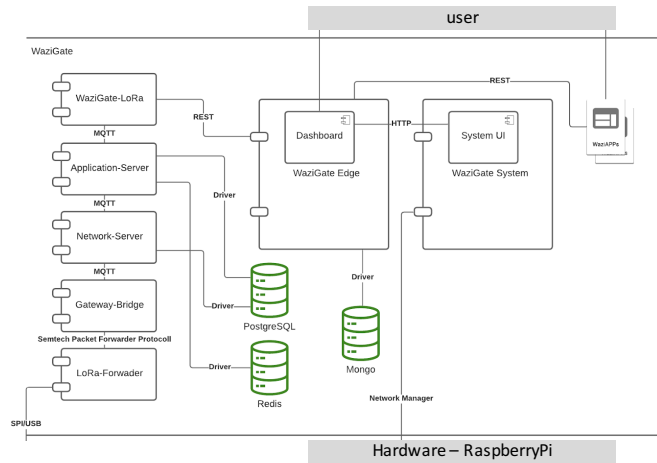 user
WaziGate
REST
WaziGate-LoRa
REST
MQTT
Dashboard
HTTP
System UI
WaziAPPs
Application-Server
WaziGate Edge
WaziGate System
Driver
MQTT
Network-Server
MQTT
Driver
Gateway-Bridge
Driver
PostgreSQL
Semtech Packet Forwarder Protocoll
LoRa-Forwader
Driver
Mongo
Redis
Network Manager
SPI/USB
Hardware – RaspberryPi